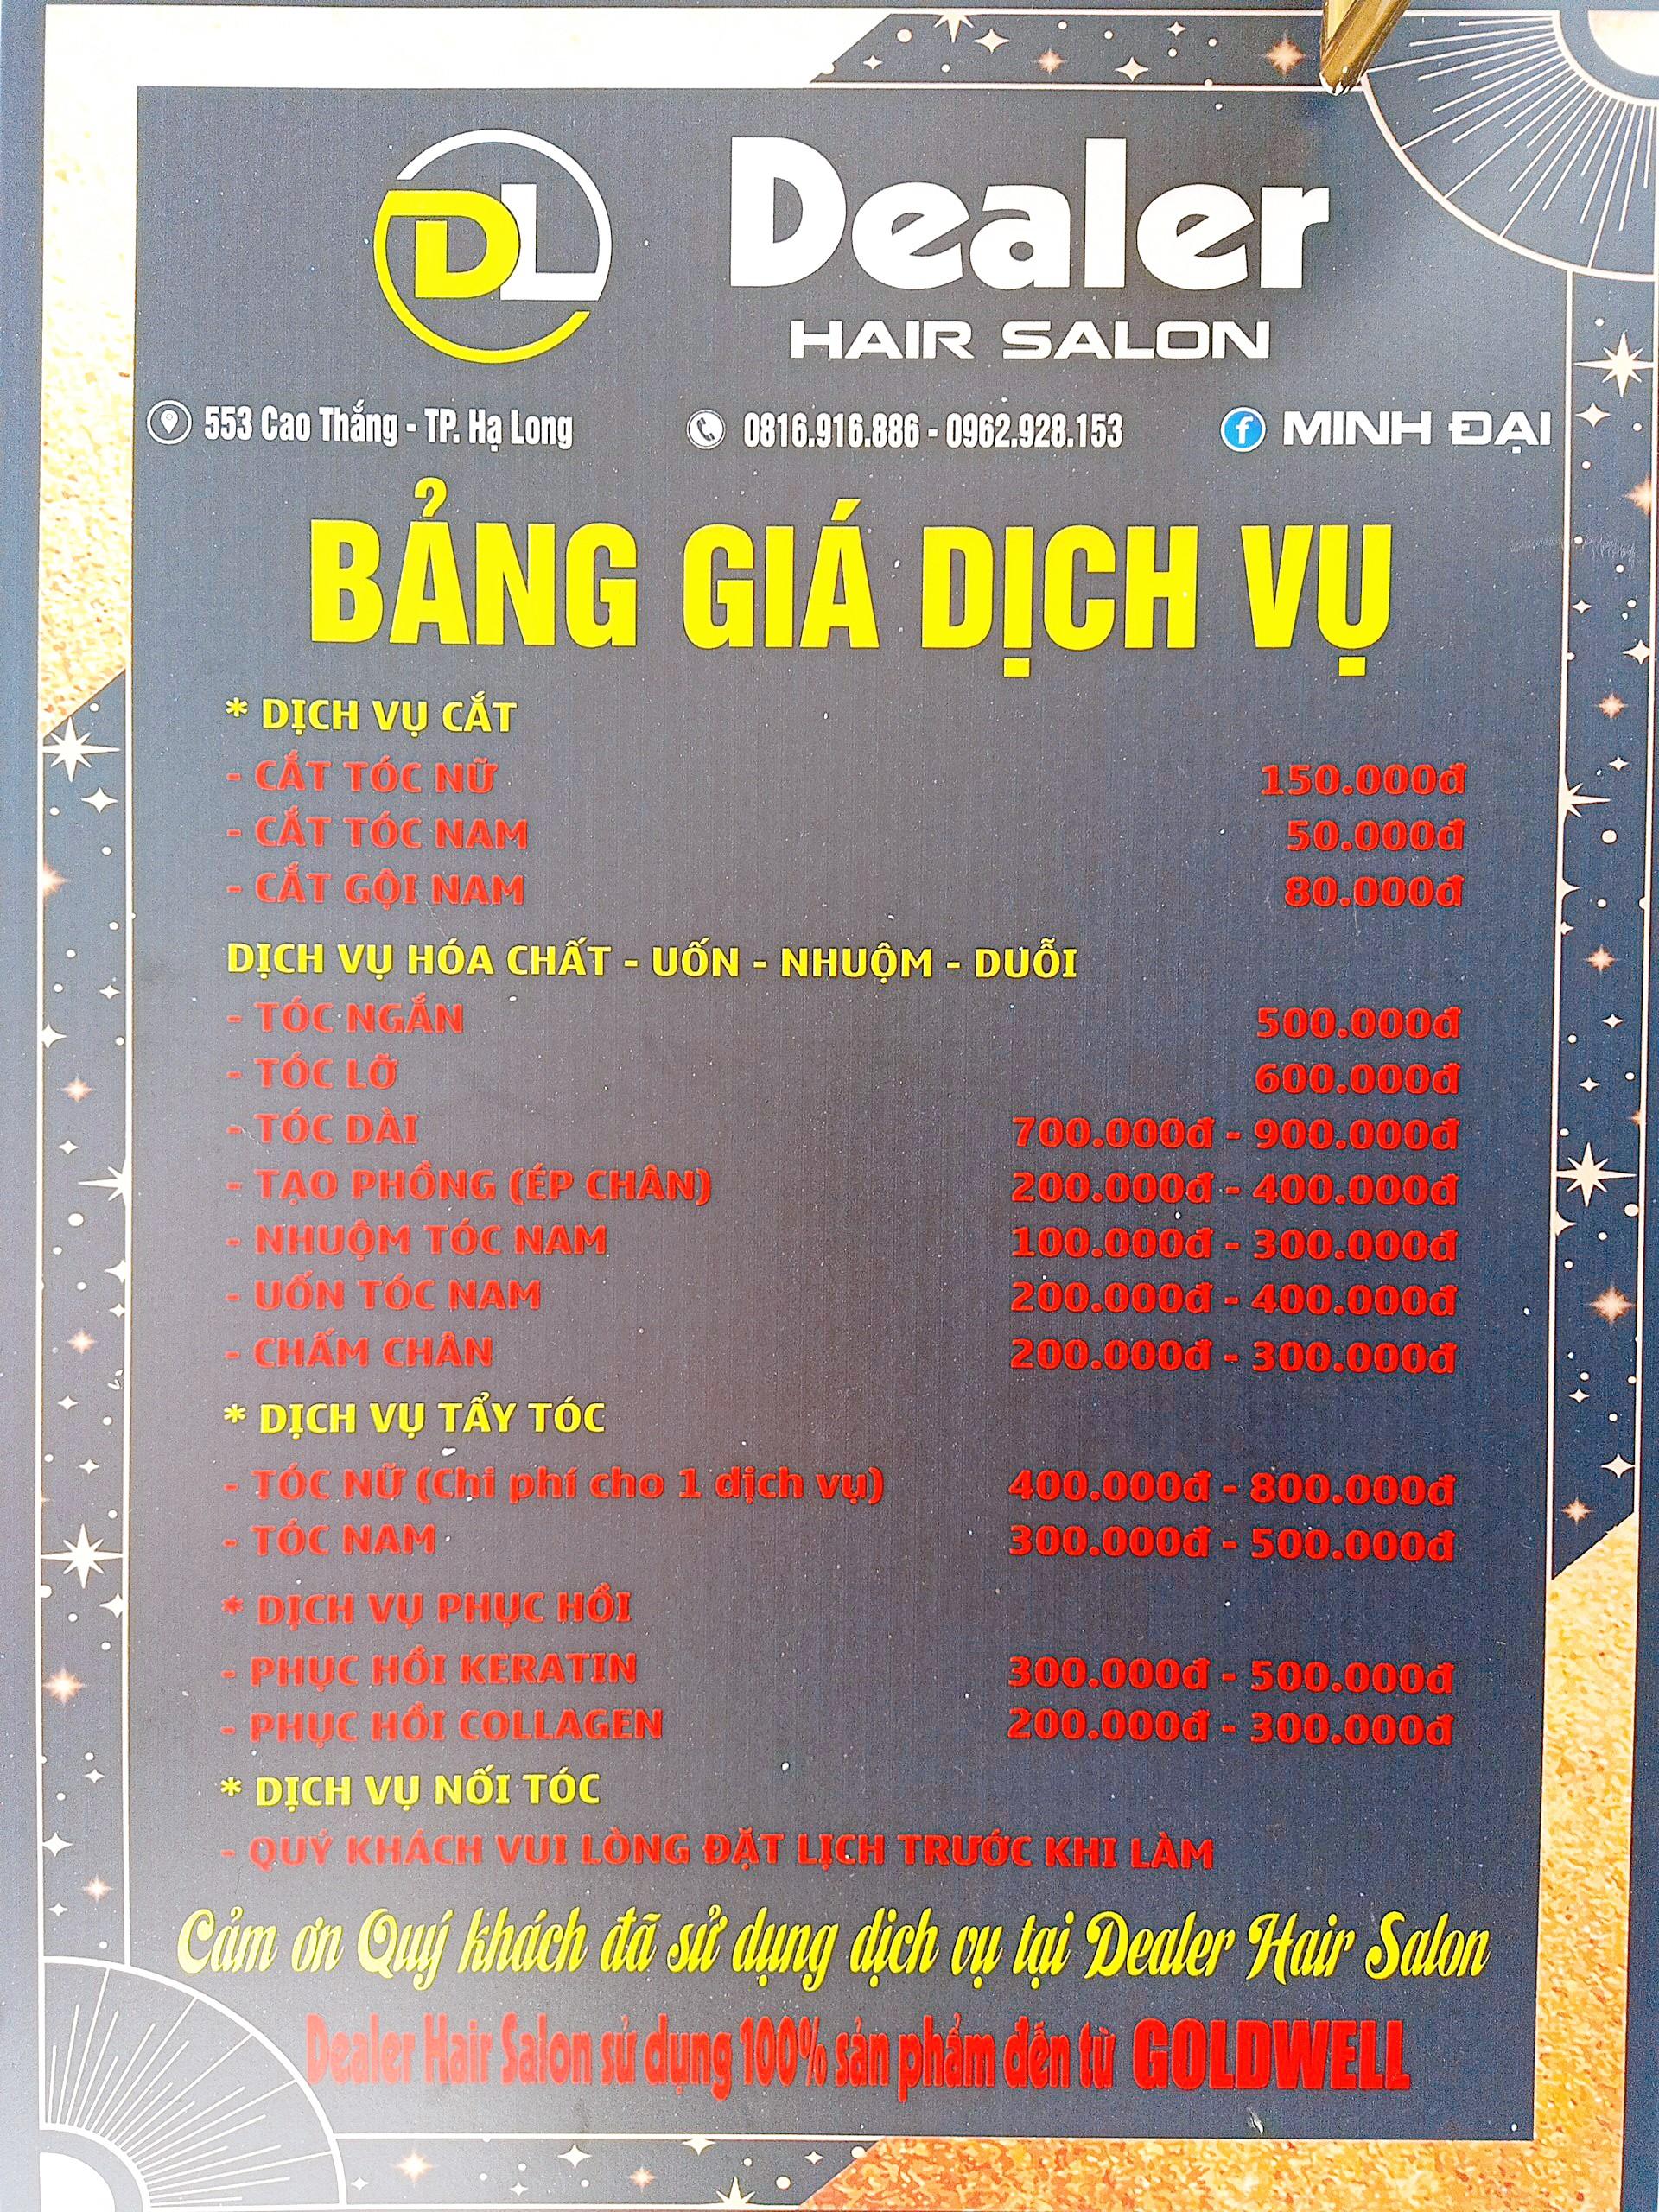 DL
Dealer
HAIR SALON
553 Cao Thắng - TP. Hạ Long 0816.916.886 - 0962.928.153 MINH ĐẠI
BẢNG GIÁ DỊCH VỤ
* DỊCH VỤ CẮT
- CẮT TÓC NỮ 150.000đ
- CẮT TÓC NAM 50.000đ
- CẮT GỘI NAM 80.000đ
DỊCH VỤ HÓA CHẤT - UỐN - NHUỘM - DUỖI
- TÓC NGẮN 500.000đ
- TÓC LỠ 600.000đ
- TÓC DÀI 700.000đ - 900.000đ
- TẠO PHỒNG (ÉP CHÂN) 200.000đ - 400.000đ
- NHUỘM TÓC NAM 100.000đ - 300.000đ
- UỐN TÓC NAM 200.000đ - 400.000đ
- CHẤM CHÂN 200.000đ - 300.000đ
* DỊCH VỤ TẨY TÓC
- TÓC NỮ (Chi phí cho 1 dịch vụ) 400.000đ - 800.000đ
- TÓC NAM 300.000đ - 500.000đ
* DỊCH VỤ PHỤC HỒI
- PHỤC HỒI KERATIN 300.000đ - 500.000đ
- PHỤC HỒI COLLAGEN 200.000đ - 300.000đ
* DỊCH VỤ NỐI TÓC
- QUÝ KHÁCH VUI LÒNG ĐẶT LỊCH TRƯỚC KHI LÀM
Cảm ơn Quý khách đã sử dụng dịch vụ tại Dealer Hair Salon
Dealer Hair Salon sử dụng 100% sản phẩm đến từ GOLDWELL